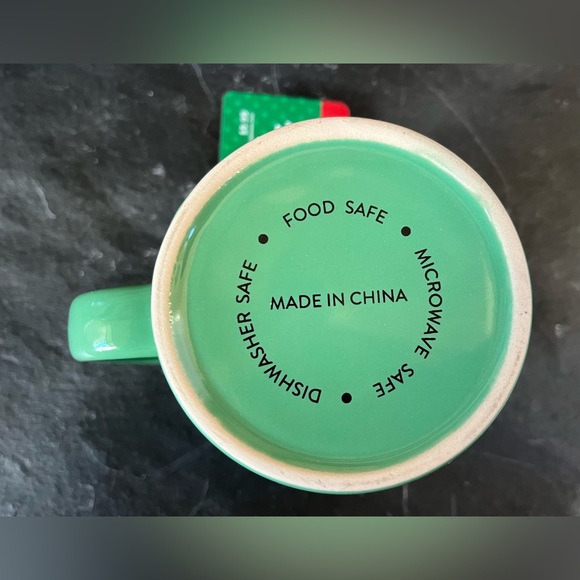 FOOD SAFE
MICROWAVE SAFE
DISHWASHER SAFE
MADE IN CHINA